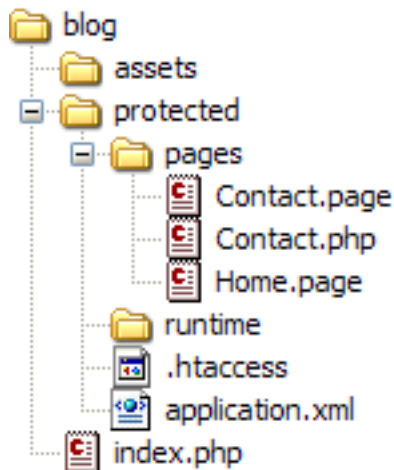 blog
assets
protected
pages
Contact.page
Contact.php
Home.page
runtime
.htaccess
application.xml
index.php